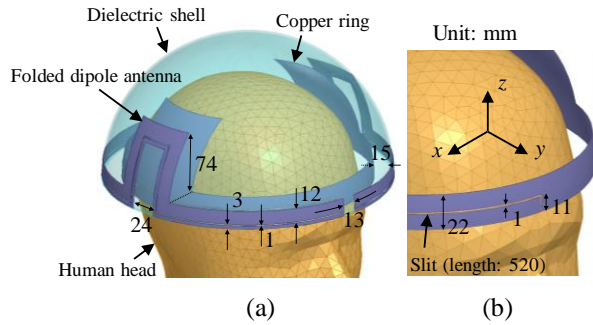 Dielectric shell
Copper ring
Folded dipole antenna
74
15
3
12
24
1
13
Human head
(a)
Unit: mm
z
x
y
1
11
22
Slit (length: 520)
(b)